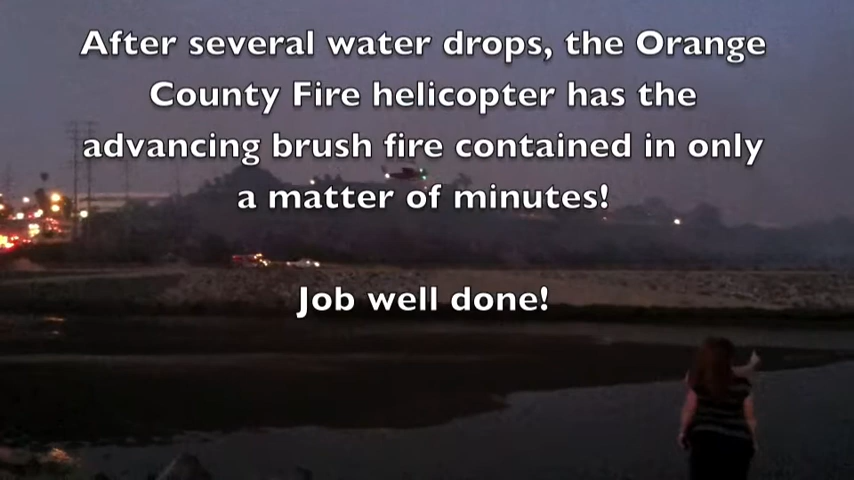 After several water drops, the Orange
County Fire helicopter has the
advancing brush fire contained in only
a matter of minutes!
Job well done!